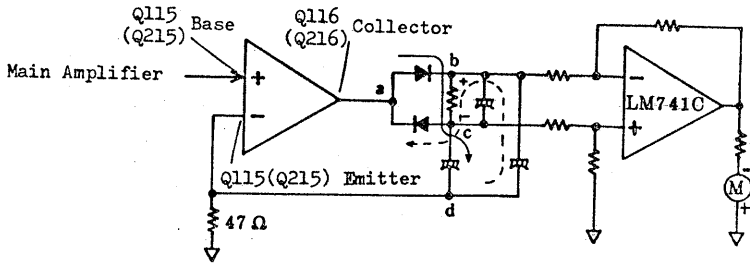 Q115
(Q215)
Base
Q116
(Q216)
Collector
Main Amplifier
+
-
a
b
+
-
c
d
Q115(Q215) Emitter
47 Ω
-
+
LM741C
M
-
+